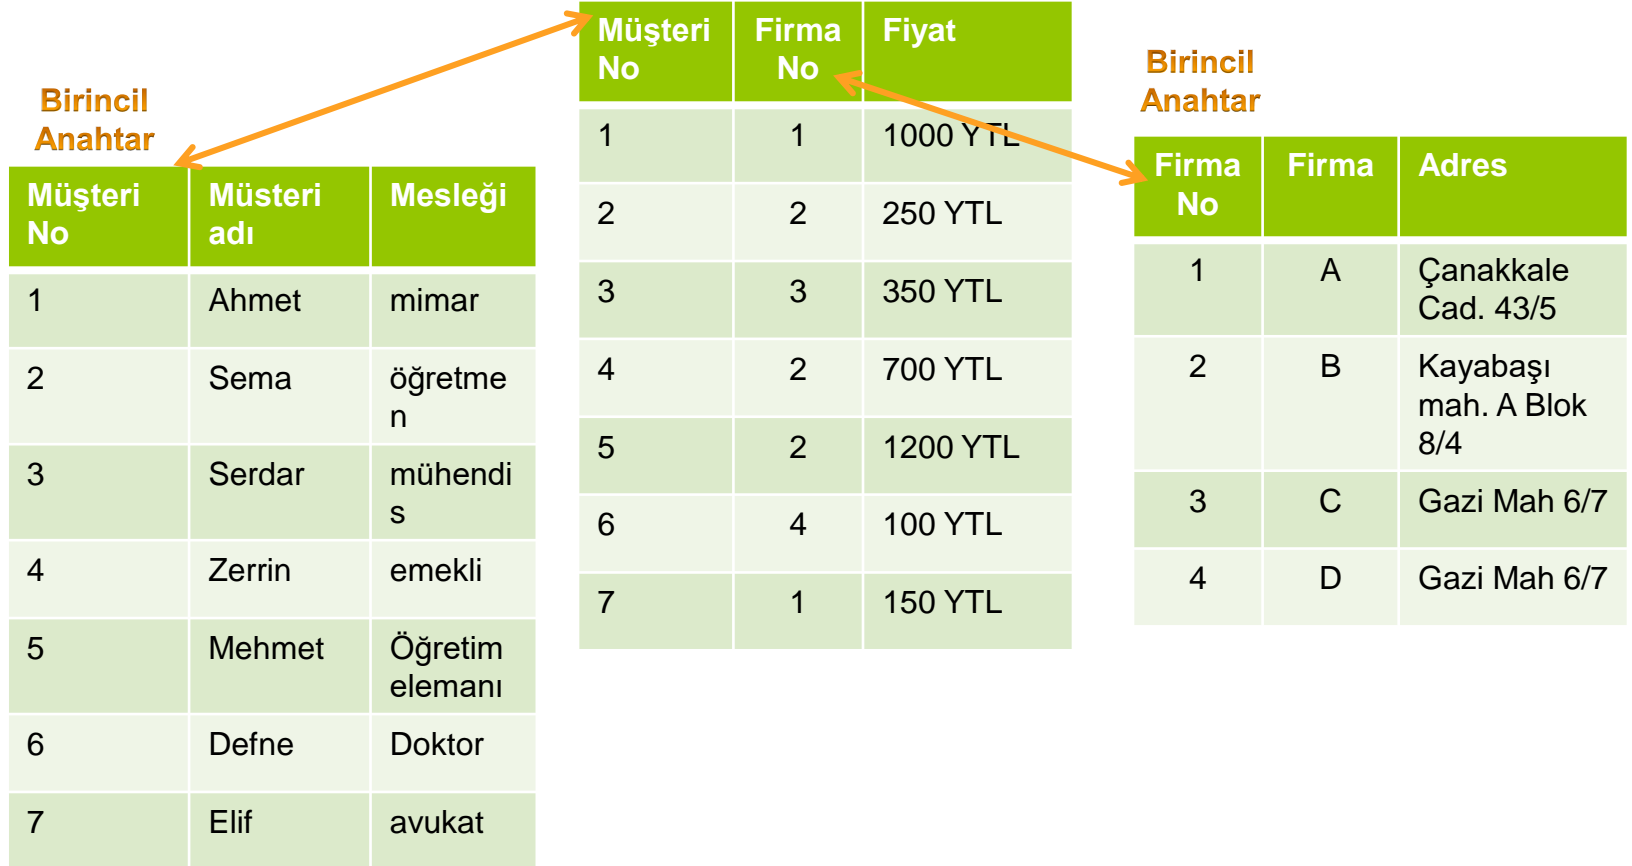 Birincil
Anahtar
Müşteri No	Müsteri adı	Mesleği
1	Ahmet	mimar
2	Sema	öğretmen
3	Serdar	mühendis
4	Zerrin	emekli
5	Mehmet	Öğretim elemanı
6	Defne	Doktor
7	Elif	avukat
Müşteri No	Firma No	Fiyat
1	1	1000 YTL
2	2	250 YTL
3	3	350 YTL
4	2	700 YTL
5	2	1200 YTL
6	4	100 YTL
7	1	150 YTL
Birincil
Anahtar
Firma No	Firma	Adres
1	A	Çanakkale Cad. 43/5
2	B	Kayabaşı mah. A Blok 8/4
3	C	Gazi Mah 6/7
4	D	Gazi Mah 6/7